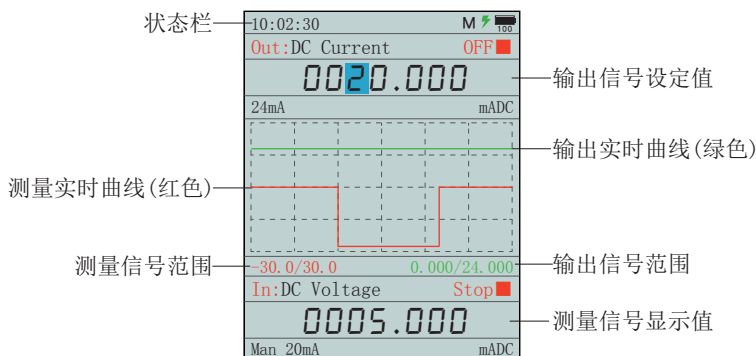 状态栏
10:02:30 M 100
Out:DC Current OFF
0020.000
输出信号设定值
24mA mADC
输出实时曲线(绿色)
测量实时曲线(红色)
测量信号范围
-30.0/30.0 0.000/24.000
输出信号范围
In:DC Voltage Stop
0005.000
测量信号显示值
Man 20mA mADC